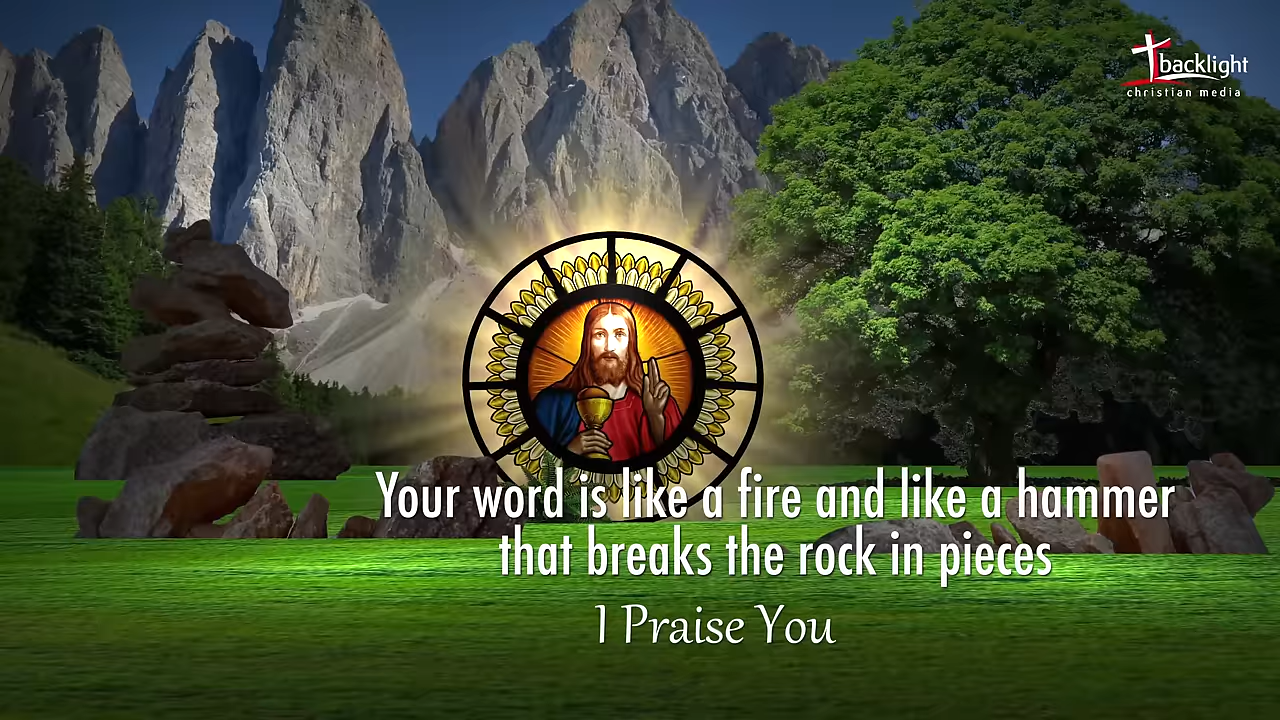 backlight
christian media
Your word is like a fire and like a hammer
that breaks the rock in pieces
I Praise You